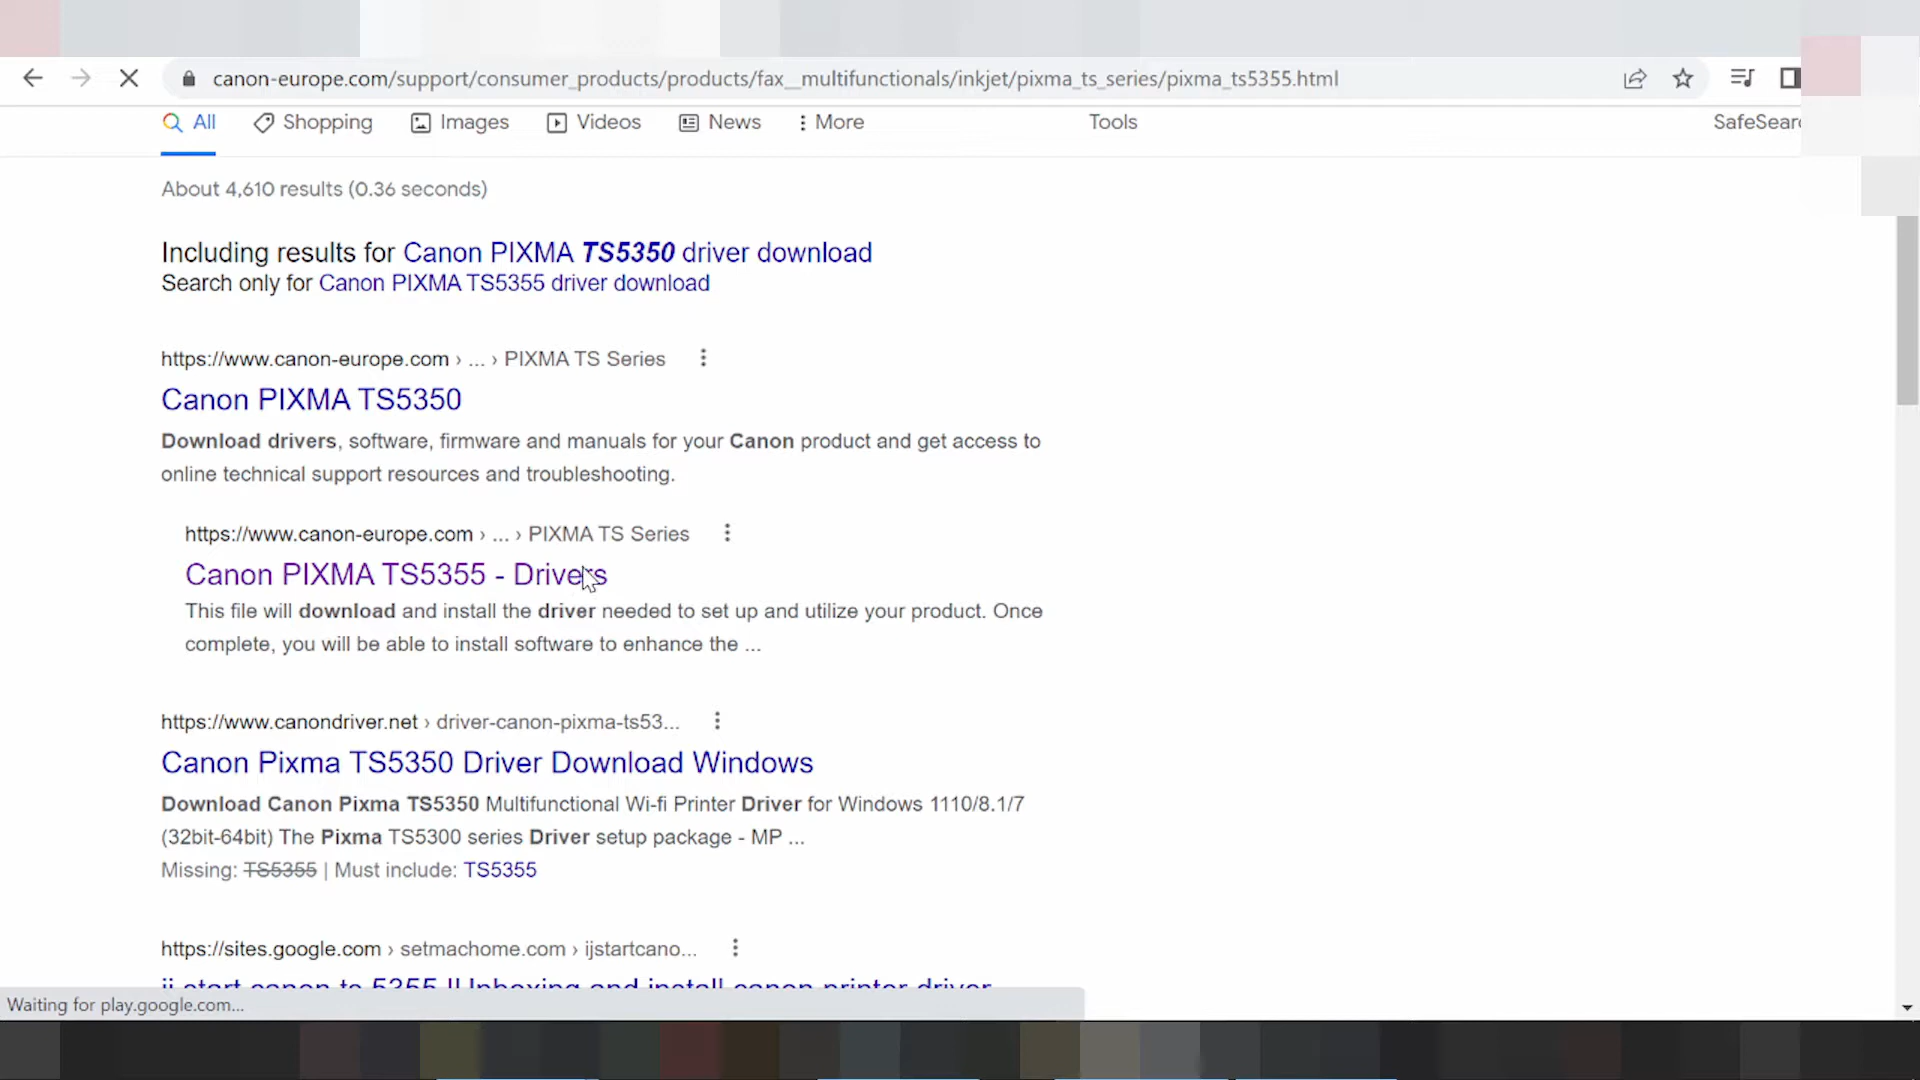 canon-europe.com/support/consumer_products/products/fax__multifunctionals/inkjet/pixma_ts_series/pixma_ts5355.html
All Shopping Images Videos News More Tools SafeSearc
About 4,610 results (0.36 seconds)
Including results for Canon PIXMA TS5350 driver download
Search only for Canon PIXMA TS5355 driver download
https://www.canon-europe.com › ... › PIXMA TS Series
Canon PIXMA TS5350
Download drivers, software, firmware and manuals for your Canon product and get access to
online technical support resources and troubleshooting.
https://www.canon-europe.com › ... › PIXMA TS Series
Canon PIXMA TS5355 - Drivers
This file will download and install the driver needed to set up and utilize your product. Once
complete, you will be able to install software to enhance the ...
https://www.canondriver.net › driver-canon-pixma-ts53...
Canon Pixma TS5350 Driver Download Windows
Download Canon Pixma TS5350 Multifunctional Wi-fi Printer Driver for Windows 1110/8.1/7
(32bit-64bit) The Pixma TS5300 series Driver setup package - MP ...
Missing: TS5355 | Must include: TS5355
https://sites.google.com › setmachome.com › ijstartcano...
ij start canon ts 5355 ||Unboxing and install canon printer driver
Waiting for play.google.com...